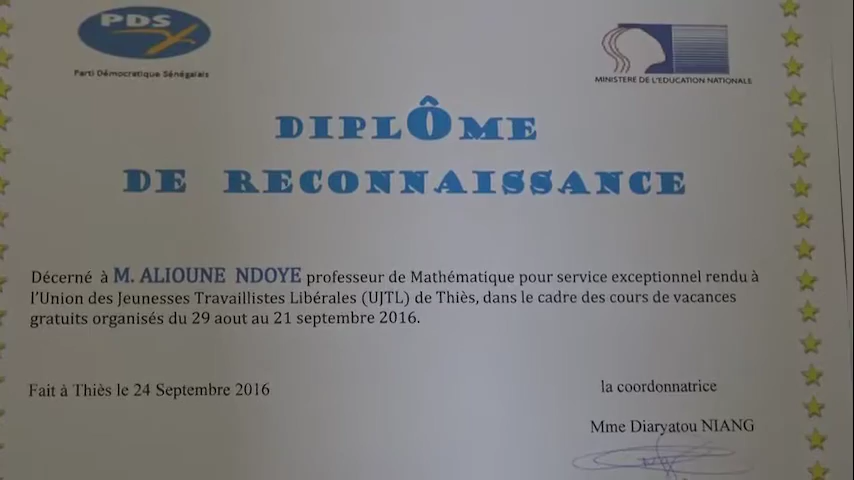 PDS
Parti Démocratique Sénégalais
MINISTERE DE L'EDUCATION NATIONALE
DIPLÔME
DE RECONNAISSANCE
Décerné à M. ALIOUNE NDOYE professeur de Mathématique pour service exceptionnel rendu à
l'Union des Jeunesses Travaillistes Libérales (UJTL) de Thiès, dans le cadre des cours de vacances
gratuits organisés du 29 aout au 21 septembre 2016.
Fait à Thiès le 24 Septembre 2016
la coordonnatrice
Mme Diaryatou NIANG